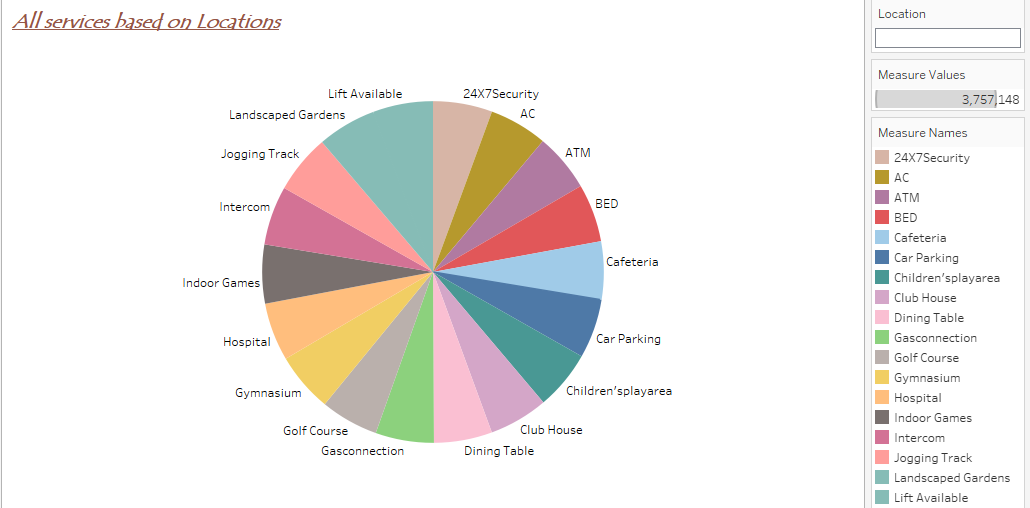 All services based on Locations
Lift Available
24X7Security
Landscaped Gardens
AC
Jogging Track
ATM
Intercom
BED
Indoor Games
Cafeteria
Hospital
Car Parking
Gymnasium
Children'splayarea
Golf Course
Club House
Gasconnection
Dining Table
Location
Measure Values
3,757,148
Measure Names
24X7Security
AC
ATM
BED
Cafeteria
Car Parking
Children'splayarea
Club House
Dining Table
Gasconnection
Golf Course
Gymnasium
Hospital
Indoor Games
Intercom
Jogging Track
Landscaped Gardens
Lift Available